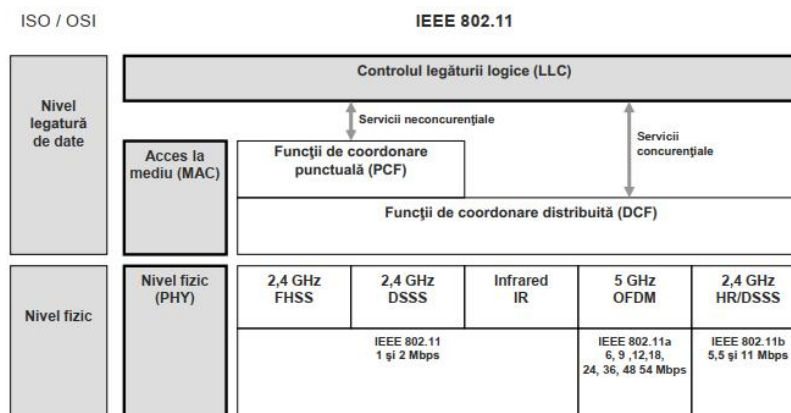 ISO / OSI
IEEE 802.11
Controlul legăturii logice (LLC)
Nivel
legatură
de date
Servicii neconcurenţiale
Servicii
concurenţiale
Acces la
mediu (MAC)
Funcţii de coordonare
punctuală (PCF)
Funcţii de coordonare distribuită (DCF)
Nivel fizic
Nivel fizic
(PHY)
2,4 GHz
FHSS
2,4 GHz
DSSS
Infrared
IR
5 GHz
OFDM
2,4 GHz
HR/DSSS
IEEE 802.11
1 şi 2 Mbps
IEEE 802.11a
6, 9 ,12,18,
24, 36, 48 54 Mbps
IEEE 802.11b
5,5 şi 11 Mbps